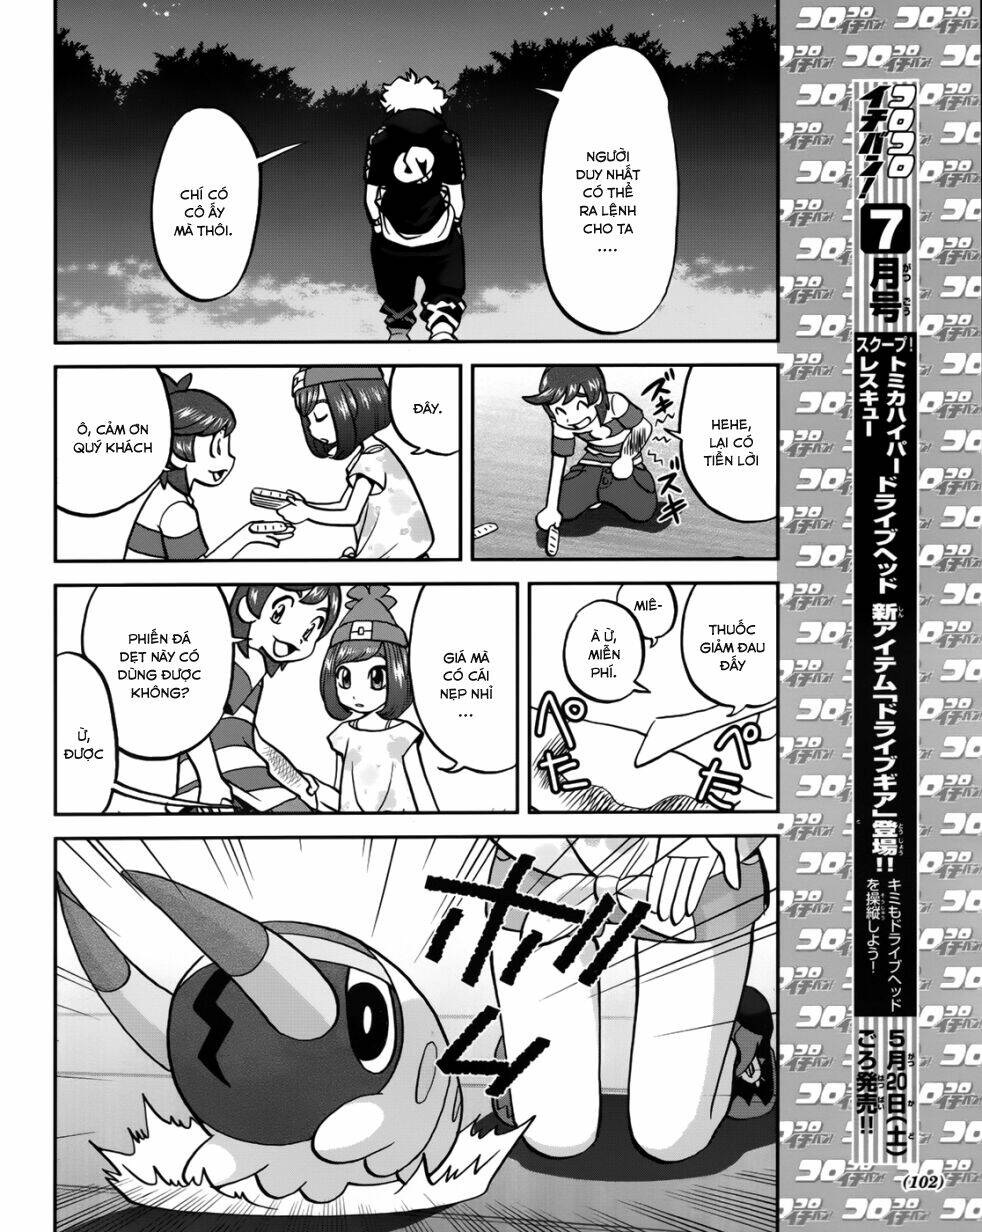 NGƯỜI
DUY NHẤT
CÓ THỂ
RA LỆNH
CHO TA
....
CHỈ CÓ
CÔ ẤY
MÀ THÔI.
Ô, CẢM ƠN
QUÝ KHÁCH
ĐÂY.
HEHE,
LẠI CÓ
TIỀN LỜI
ズキ
ズキ
PHIẾN ĐÁ
DẸT NÀY CÓ
DÙNG ĐƯỢC
KHÔNG?
Ừ,
ĐƯỢC
GIÁ MÀ
CÓ CÁI
NẸP NHỈ
...
MIÊ-
À Ừ,
MIỄN
PHÍ.
THUỐC
GIẢM ĐAU
ĐẤY
ぺた
ぺた
コロコロ
イチバン!
7月号
スクープ!
トミカハイパーレスキュー
ドライブヘッド
新アイテム「ドライブギア」登場!!
キミもドライブヘッド
を操縦しよう!
5月20日(土)
ごろ発売!!
(102)